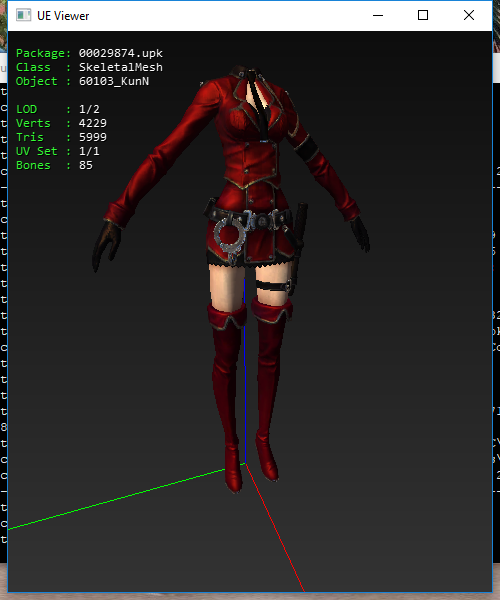 UE Viewer
Package: 00029874.upk
Class : SkeletalMesh
Object : 60103_KunN
LOD : 1/2
Verts : 4229
Tris : 5999
UV Set : 1/1
Bones : 85